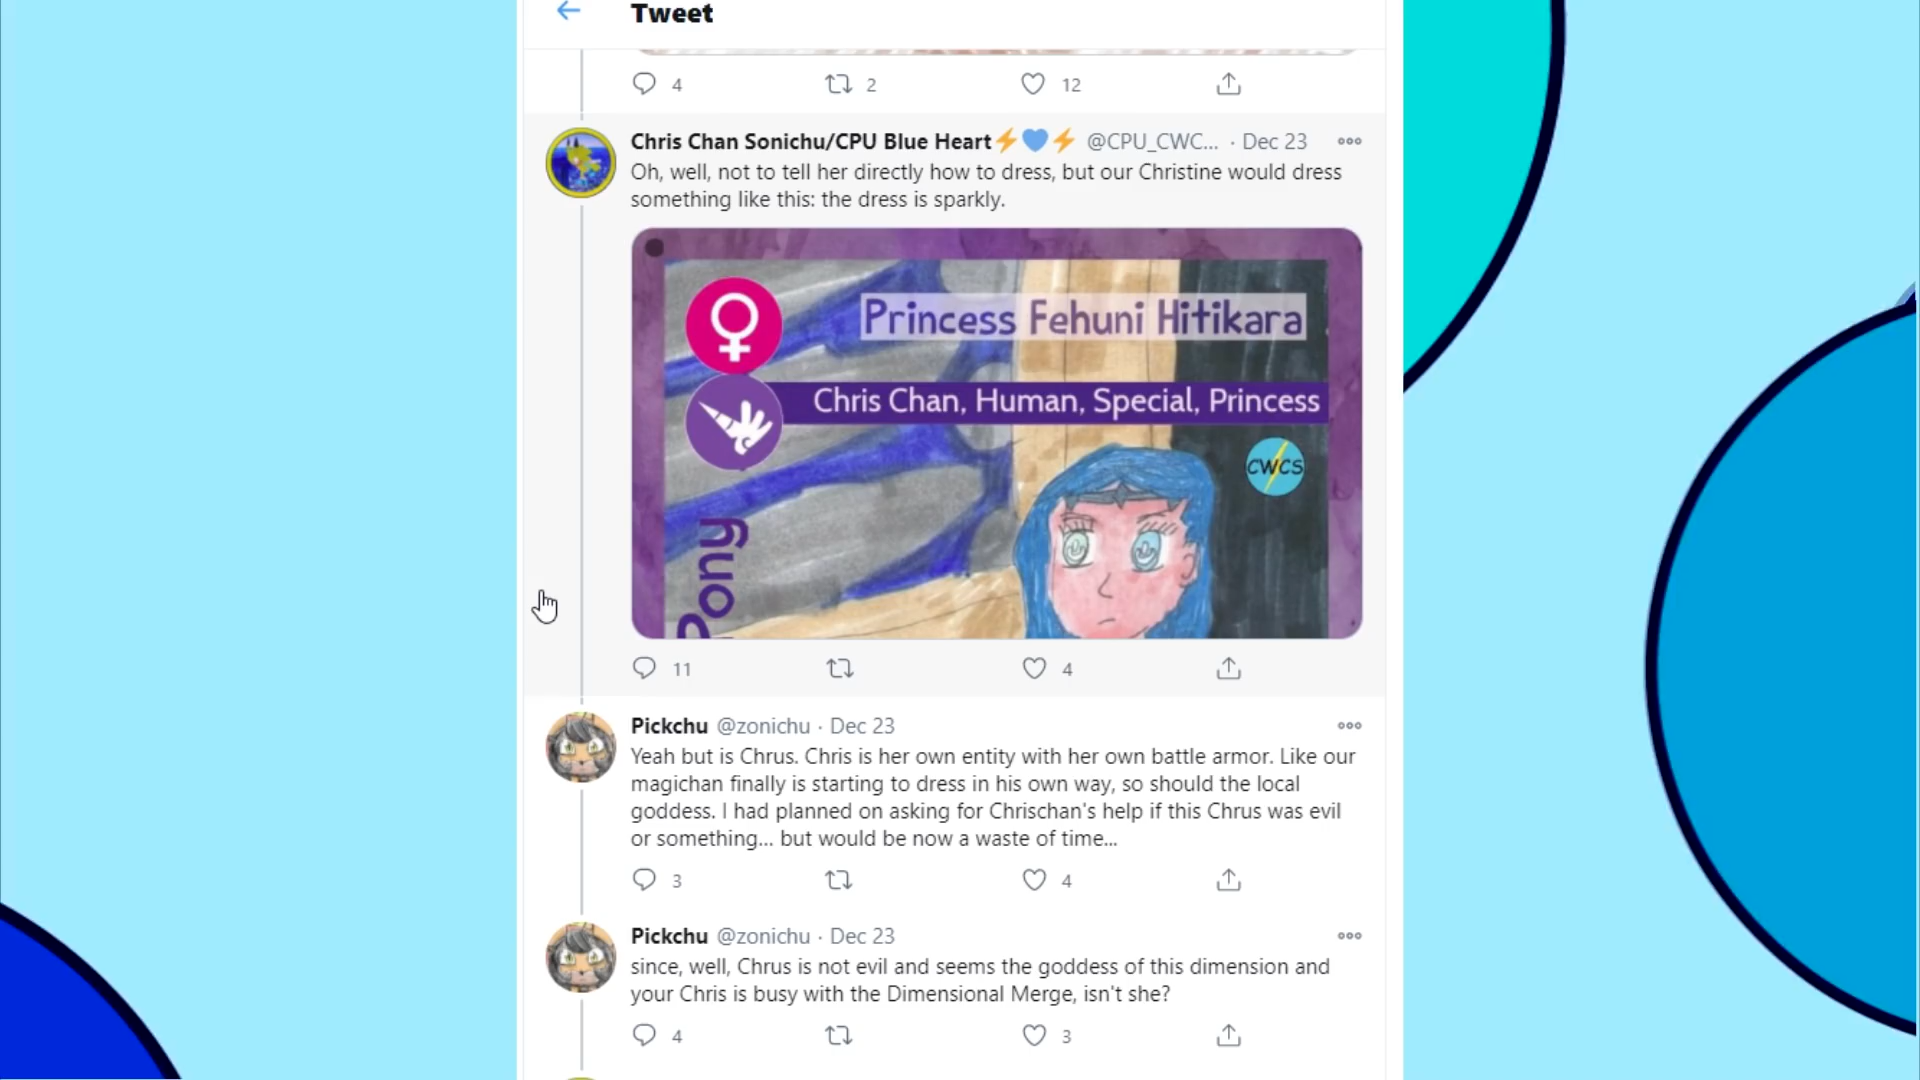 Tweet
4 2 12
Chris Chan Sonichu/CPU Blue Heart⚡💙⚡ @CPU_CWC... · Dec 23
Oh, well, not to tell her directly how to dress, but our Christine would dress
something like this: the dress is sparkly.
Princess Fehuni Hitikara
Chris Chan, Human, Special, Princess
CWCS
Pony
11 4
Pickchu @zonichu · Dec 23
Yeah but is Chrus. Chris is her own entity with her own battle armor. Like our
magichan finally is starting to dress in his own way, so should the local
goddess. I had planned on asking for Chrischan's help if this Chrus was evil
or something... but would be now a waste of time...
3 4
Pickchu @zonichu · Dec 23
since, well, Chrus is not evil and seems the goddess of this dimension and
your Chris is busy with the Dimensional Merge, isn't she?
4 3